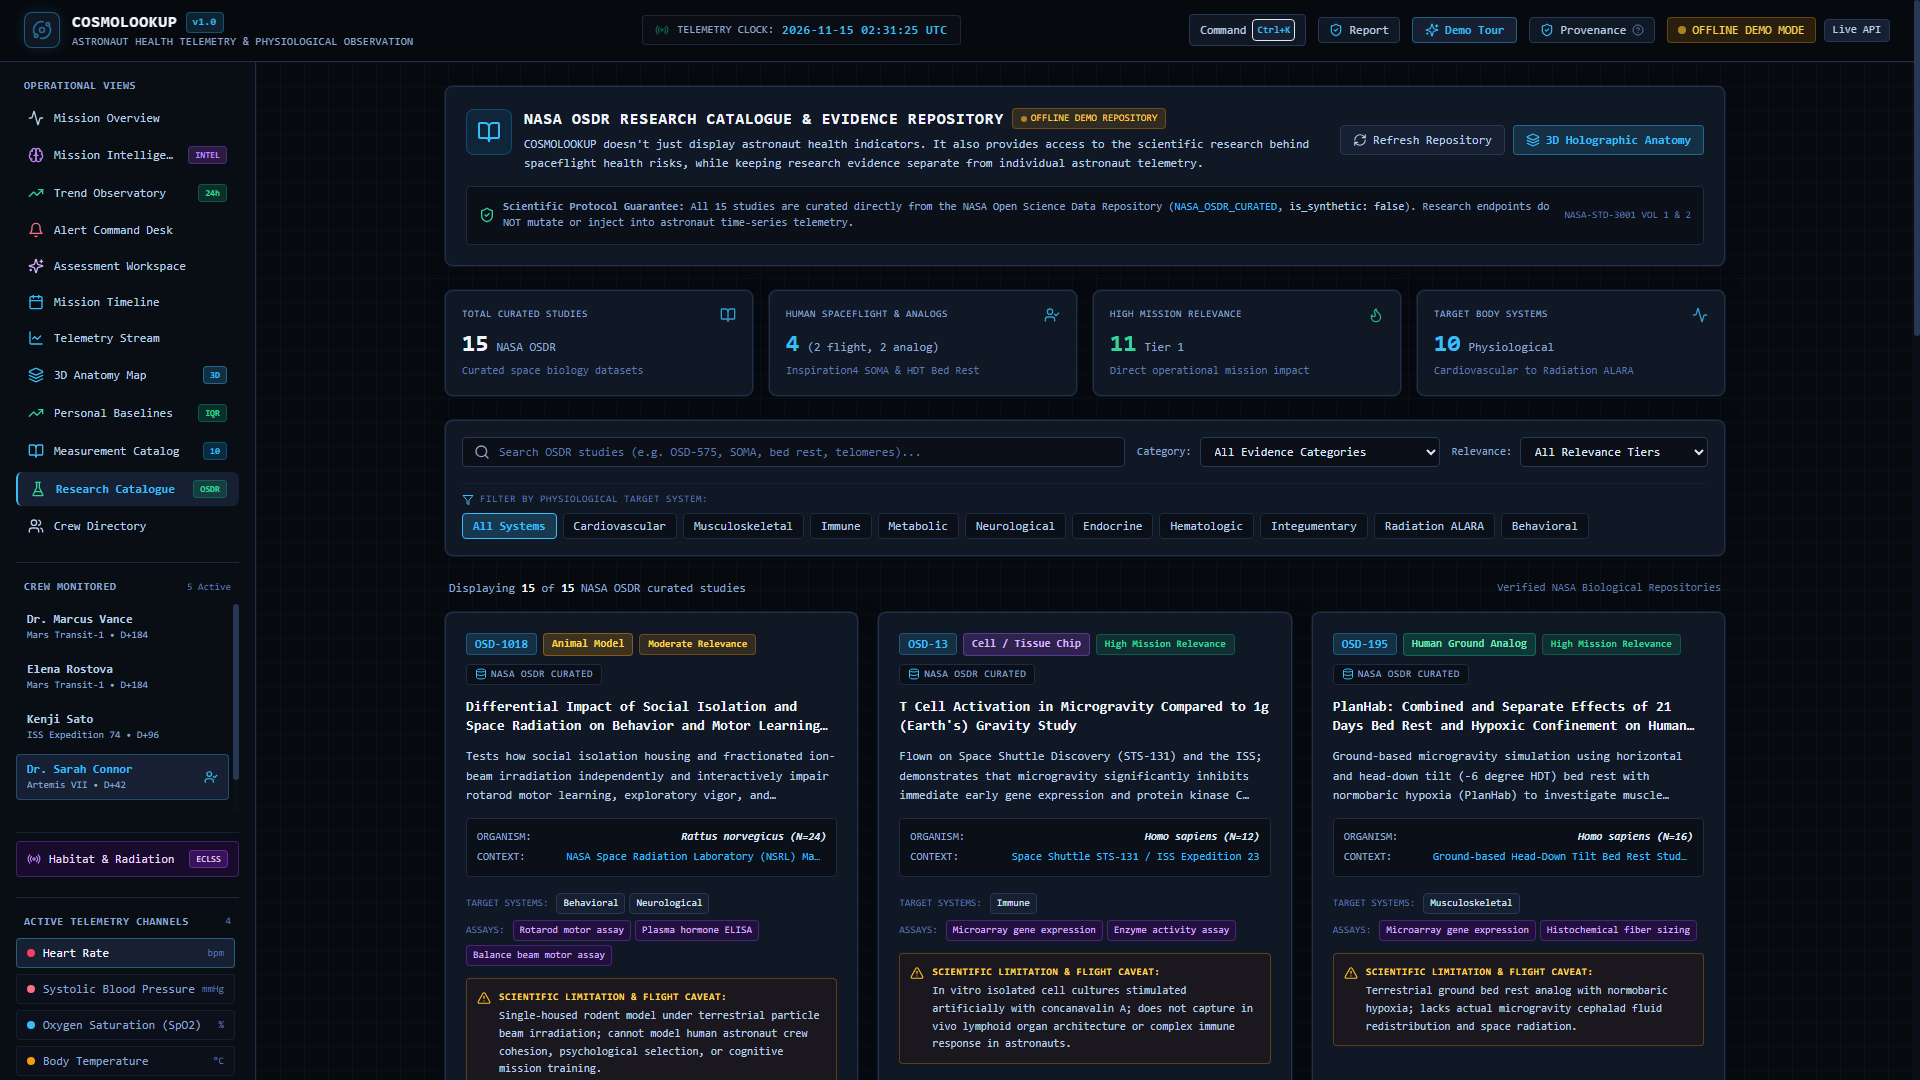 COSMOLOOKUP v1.0
ASTRONAUT HEALTH TELEMETRY & PHYSIOLOGICAL OBSERVATION
TELEMETRY CLOCK: 2026-11-15 02:31:25 UTC
Command Ctrl+K
Report
Demo Tour
Provenance
OFFLINE DEMO MODE
Live API
OPERATIONAL VIEWS
Mission Overview
Mission Intellige… INTEL
Trend Observatory 24h
Alert Command Desk
Assessment Workspace
Mission Timeline
Telemetry Stream
3D Anatomy Map 3D
Personal Baselines IQR
Measurement Catalog 10
Research Catalogue OSDR
Crew Directory
CREW MONITORED 5 Active
Dr. Marcus Vance
Mars Transit-1 • D+184
Elena Rostova
Mars Transit-1 • D+184
Kenji Sato
ISS Expedition 74 • D+96
Dr. Sarah Connor
Artemis VII • D+42
Habitat & Radiation ECLSS
ACTIVE TELEMETRY CHANNELS 4
Heart Rate bpm
Systolic Blood Pressure mmHg
Oxygen Saturation (SpO2) %
Body Temperature °C
NASA OSDR RESEARCH CATALOGUE & EVIDENCE REPOSITORY OFFLINE DEMO REPOSITORY
COSMOLOOKUP doesn't just display astronaut health indicators. It also provides access to the scientific research behind
spaceflight health risks, while keeping research evidence separate from individual astronaut telemetry.
Refresh Repository
3D Holographic Anatomy
Scientific Protocol Guarantee: All 15 studies are curated directly from the NASA Open Science Data Repository (NASA_OSDR_CURATED, is_synthetic: false). Research endpoints do
NOT mutate or inject into astronaut time-series telemetry.
NASA-STD-3001 VOL 1 & 2
TOTAL CURATED STUDIES
15 NASA OSDR
Curated space biology datasets
HUMAN SPACEFLIGHT & ANALOGS
4 (2 flight, 2 analog)
Inspiration4 SOMA & HDT Bed Rest
HIGH MISSION RELEVANCE
11 Tier 1
Direct operational mission impact
TARGET BODY SYSTEMS
10 Physiological
Cardiovascular to Radiation ALARA
Search OSDR studies (e.g. OSD-575, SOMA, bed rest, telomeres)...
Category: All Evidence Categories
Relevance: All Relevance Tiers
FILTER BY PHYSIOLOGICAL TARGET SYSTEM:
All Systems Cardiovascular Musculoskeletal Immune Metabolic Neurological Endocrine Hematologic Integumentary Radiation ALARA Behavioral
Displaying 15 of 15 NASA OSDR curated studies
Verified NASA Biological Repositories
OSD-1018 Animal Model Moderate Relevance
NASA OSDR CURATED
Differential Impact of Social Isolation and
Space Radiation on Behavior and Motor Learning…
Tests how social isolation housing and fractionated ion-
beam irradiation independently and interactively impair
rotarod motor learning, exploratory vigor, and…
ORGANISM: Rattus norvegicus (N=24)
CONTEXT: NASA Space Radiation Laboratory (NSRL) Ma…
TARGET SYSTEMS: Behavioral Neurological
ASSAYS: Rotarod motor assay Plasma hormone ELISA
Balance beam motor assay
SCIENTIFIC LIMITATION & FLIGHT CAVEAT:
Single-housed rodent model under terrestrial particle
beam irradiation; cannot model human astronaut crew
cohesion, psychological selection, or cognitive
mission training.
OSD-13 Cell / Tissue Chip High Mission Relevance
NASA OSDR CURATED
T Cell Activation in Microgravity Compared to 1g
(Earth's) Gravity Study
Flown on Space Shuttle Discovery (STS-131) and the ISS;
demonstrates that microgravity significantly inhibits
immediate early gene expression and protein kinase C…
ORGANISM: Homo sapiens (N=12)
CONTEXT: Space Shuttle STS-131 / ISS Expedition 23
TARGET SYSTEMS: Immune
ASSAYS: Microarray gene expression Enzyme activity assay
SCIENTIFIC LIMITATION & FLIGHT CAVEAT:
In vitro isolated cell cultures stimulated
artificially with concanavalin A; does not capture in
vivo lymphoid organ architecture or complex immune
response in astronauts.
OSD-195 Human Ground Analog High Mission Relevance
NASA OSDR CURATED
PlanHab: Combined and Separate Effects of 21
Days Bed Rest and Hypoxic Confinement on Human…
Ground-based microgravity simulation using horizontal
and head-down tilt (-6 degree HDT) bed rest with
normobaric hypoxia (PlanHab) to investigate muscle…
ORGANISM: Homo sapiens (N=16)
CONTEXT: Ground-based Head-Down Tilt Bed Rest Stud…
TARGET SYSTEMS: Musculoskeletal
ASSAYS: Microarray gene expression Histochemical fiber sizing
SCIENTIFIC LIMITATION & FLIGHT CAVEAT:
Terrestrial ground bed rest analog with normobaric
hypoxia; lacks actual microgravity cephalad fluid
redistribution and space radiation.